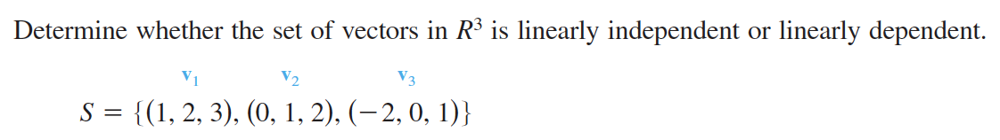 Determine whether the set of vectors in R³ is linearly independent or linearly dependent.
v₁ v₂ v₃
S = {(1, 2, 3), (0, 1, 2), (−2, 0, 1)}